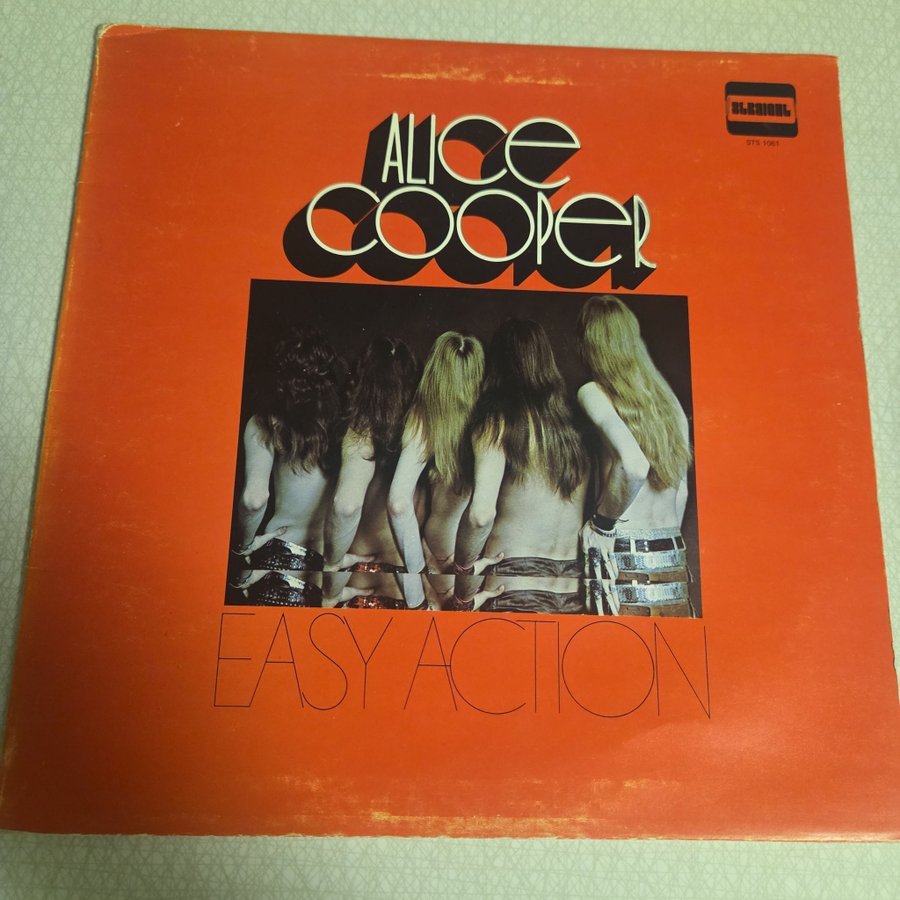 STRAIGHT
STS 1061
ALICE
COOPER
EASY ACTION